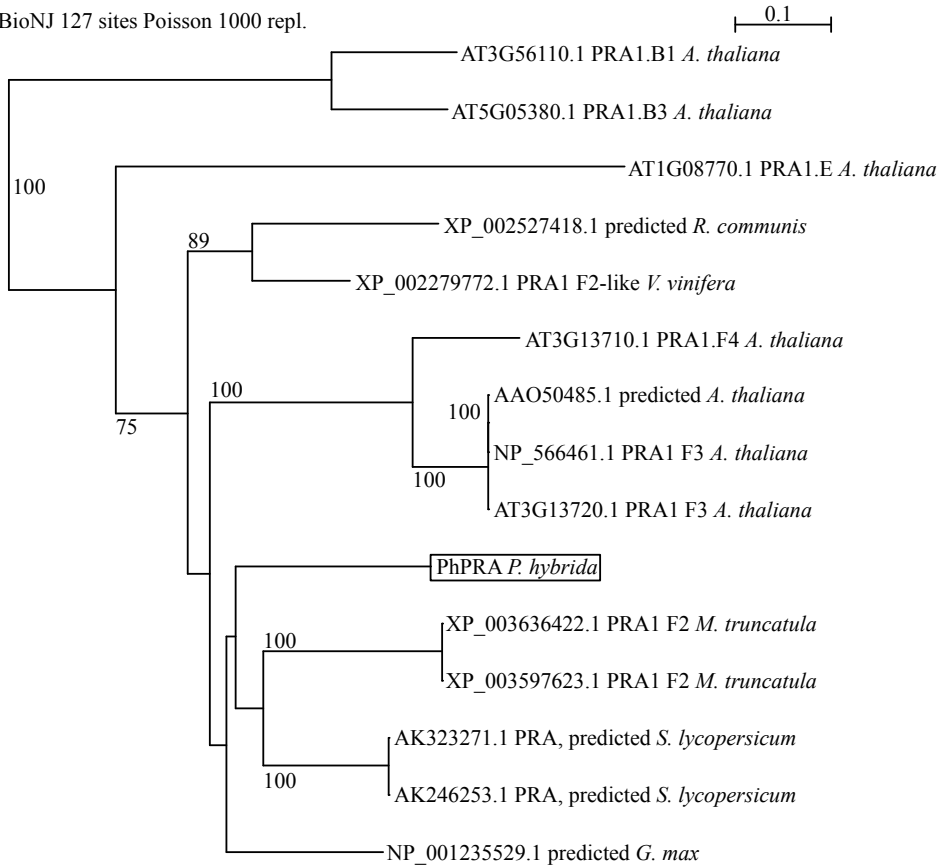 BioNJ 127 sites Poisson 1000 repl.
0.1
AT3G56110.1 PRA1.B1 A. thaliana
AT5G05380.1 PRA1.B3 A. thaliana
AT1G08770.1 PRA1.E A. thaliana
100
XP_002527418.1 predicted R. communis
89
XP_002279772.1 PRA1 F2-like V. vinifera
AT3G13710.1 PRA1.F4 A. thaliana
100
AAO50485.1 predicted A. thaliana
100
75
NP_566461.1 PRA1 F3 A. thaliana
100
AT3G13720.1 PRA1 F3 A. thaliana
PhPRA P. hybrida
XP_003636422.1 PRA1 F2 M. truncatula
100
XP_003597623.1 PRA1 F2 M. truncatula
AK323271.1 PRA, predicted S. lycopersicum
100
AK246253.1 PRA, predicted S. lycopersicum
NP_001235529.1 predicted G. max